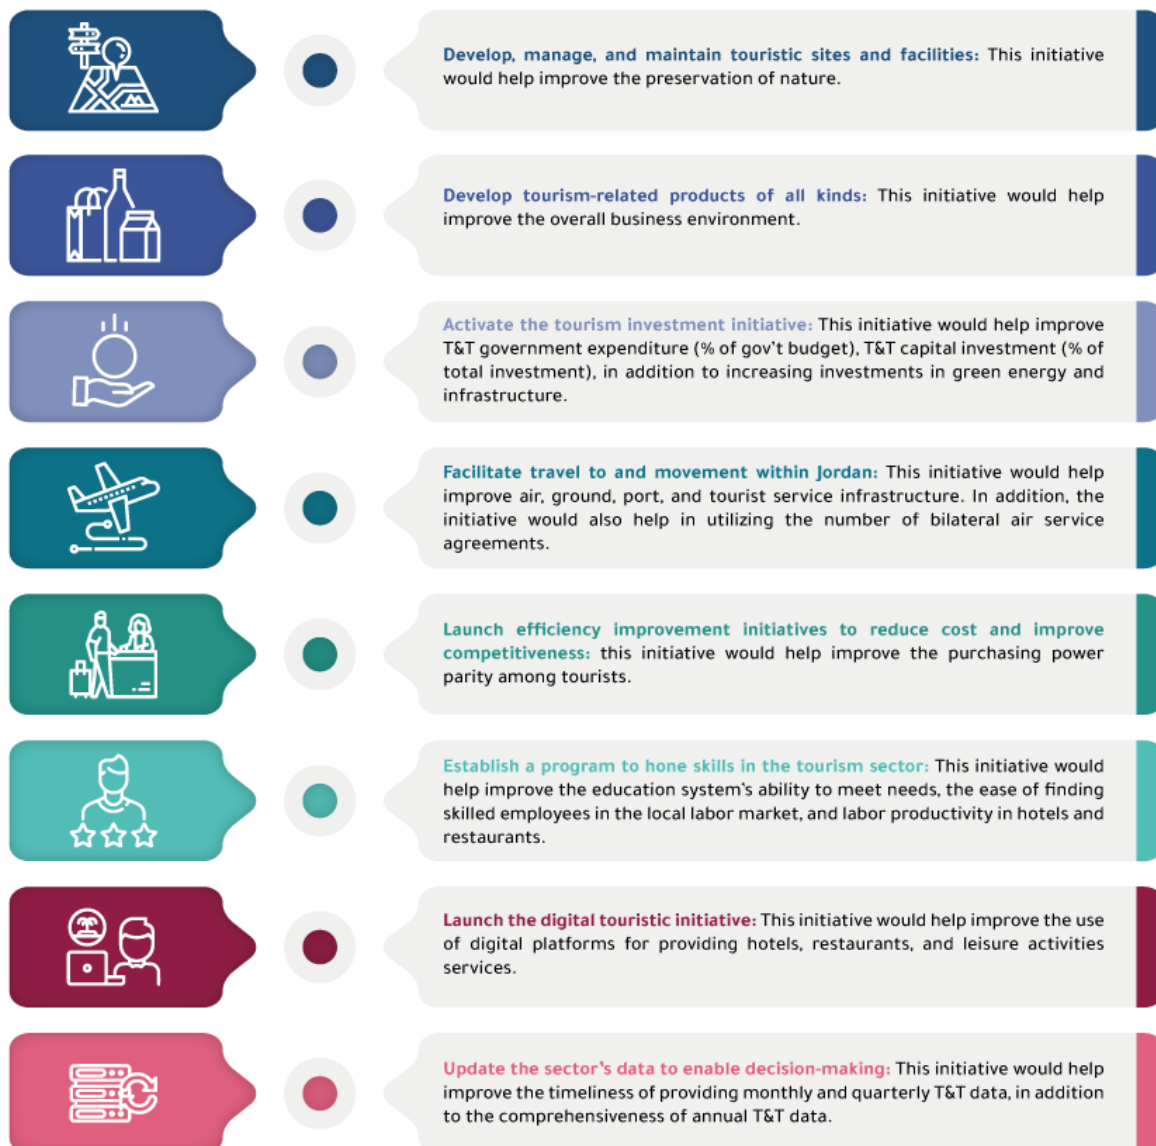 Develop, manage, and maintain touristic sites and facilities: This initiative
would help improve the preservation of nature.
Develop tourism-related products of all kinds: This initiative would help
improve the overall business environment.
Activate the tourism investment initiative: This initiative would help improve
T&T government expenditure (% of gov't budget), T&T capital investment (% of
total investment), in addition to increasing investments in green energy and
infrastructure.
Facilitate travel to and movement within Jordan: This initiative would help
improve air, ground, port, and tourist service infrastructure. In addition, the
initiative would also help in utilizing the number of bilateral air service
agreements.
Launch efficiency improvement initiatives to reduce cost and improve
competitiveness: this initiative would help improve the purchasing power
parity among tourists.
Establish a program to hone skills in the tourism sector: This initiative would
help improve the education system's ability to meet needs, the ease of finding
skilled employees in the local labor market, and labor productivity in hotels and
restaurants.
Launch the digital touristic initiative: This initiative would help improve the use
of digital platforms for providing hotels, restaurants, and leisure activities
services.
Update the sector's data to enable decision-making: This initiative would help
improve the timeliness of providing monthly and quarterly T&T data, in addition
to the comprehensiveness of annual T&T data.